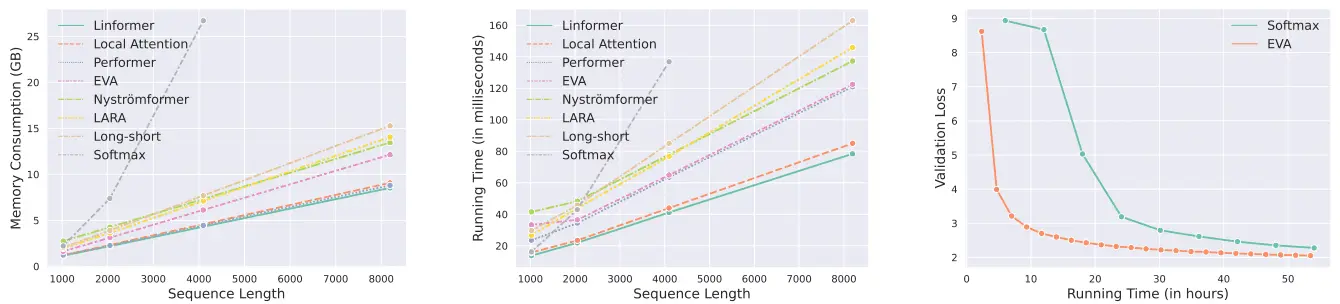 Memory Consumption (GB)
25
20
15
10
5
0
Linformer
Local Attention
Performer
EVA
Nyströmformer
LARA
Long-short
Softmax
1000 2000 3000 4000 5000 6000 7000 8000
Sequence Length
Running Time (in milliseconds)
160
140
120
100
80
60
40
20
Linformer
Local Attention
Performer
EVA
Nyströmformer
LARA
Long-short
Softmax
1000 2000 3000 4000 5000 6000 7000 8000
Sequence Length
Validation Loss
9
8
7
6
5
4
3
2
Softmax
EVA
0 10 20 30 40 50
Running Time (in hours)